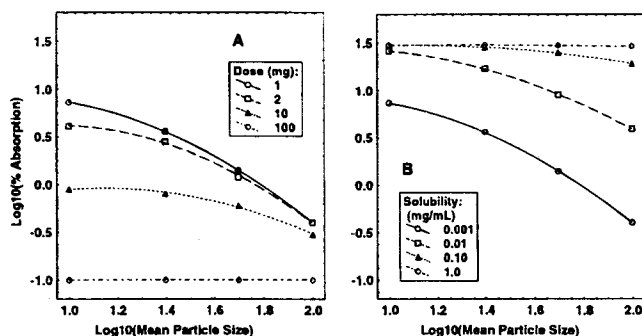 A
Dose (mg):
1
2
10
100
Log10(% Absorption)
1.5
1.0
0.5
0.0
-0.5
-1.0
1.0 1.2 1.4 1.6 1.8 2.0
Log10(Mean Particle Size)
B
Solubility:
(mg/mL)
0.001
0.01
0.10
1.0
1.5
1.0
0.5
0.0
-0.5
-1.0
1.0 1.2 1.4 1.6 1.8 2.0
Log10(Mean Particle Size)